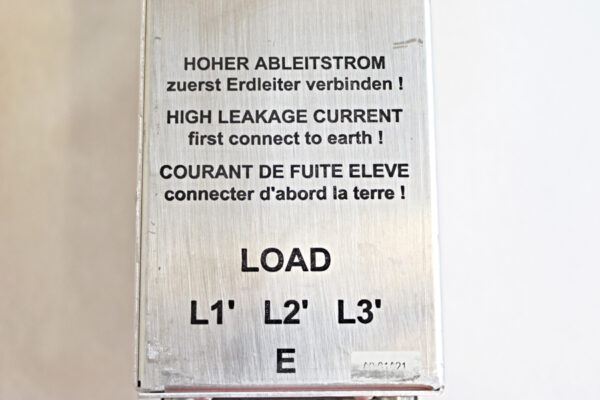 HOHER ABLEITSTROM
zuerst Erdleiter verbinden !
HIGH LEAKAGE CURRENT
first connect to earth !
COURANT DE FUITE ELEVE
connecter d'abord la terre !
LOAD
L1' L2' L3'
E